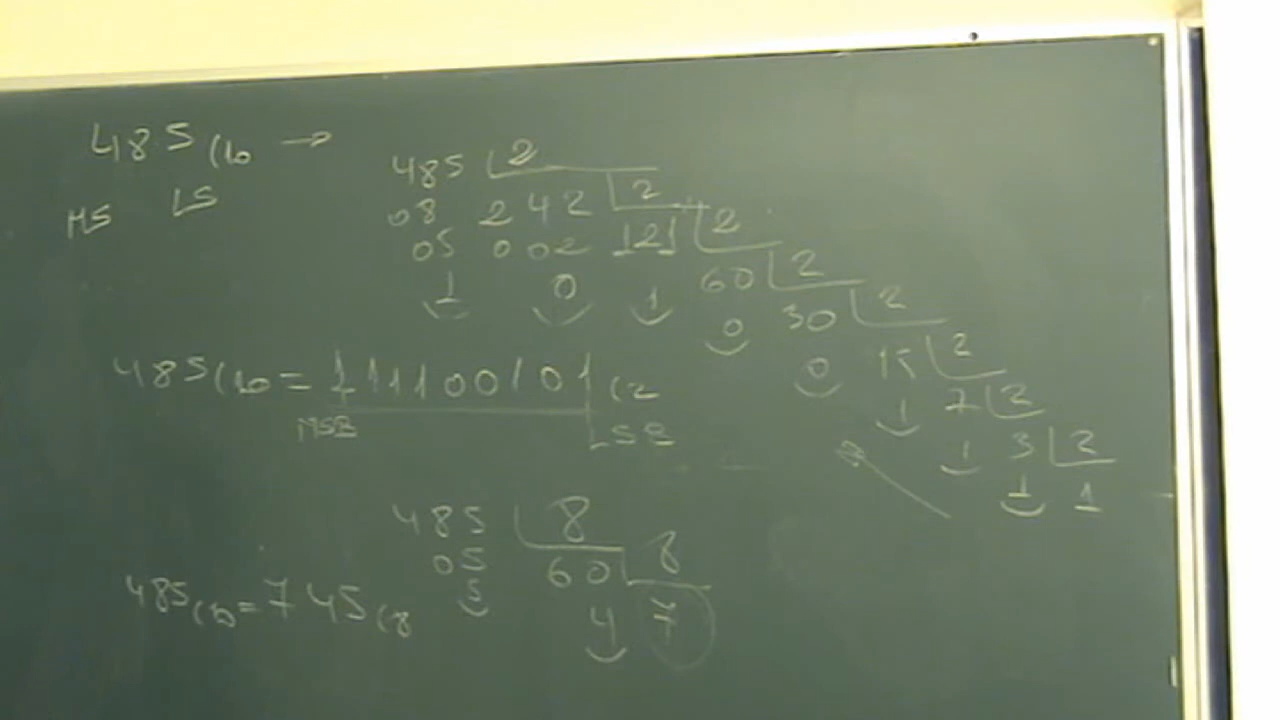 485(10 →
MS LS
485 2
08 242 2
05 002 121 2
1 0 1 60 2
0 30 2
0 15 2
1 7 2
1 3 2
1 1
485(10 = 111100101(2
MSB LSB
485 8
05 60 8
5 4 7
485(10 = 745(8